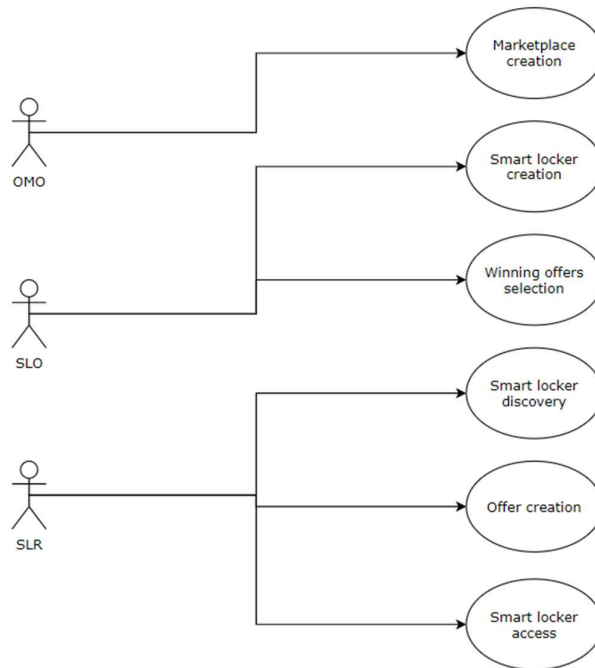 Marketplace
creation
OMO
Smart locker
creation
Winning offers
selection
SLO
Smart locker
discovery
SLR
Offer creation
Smart locker
access